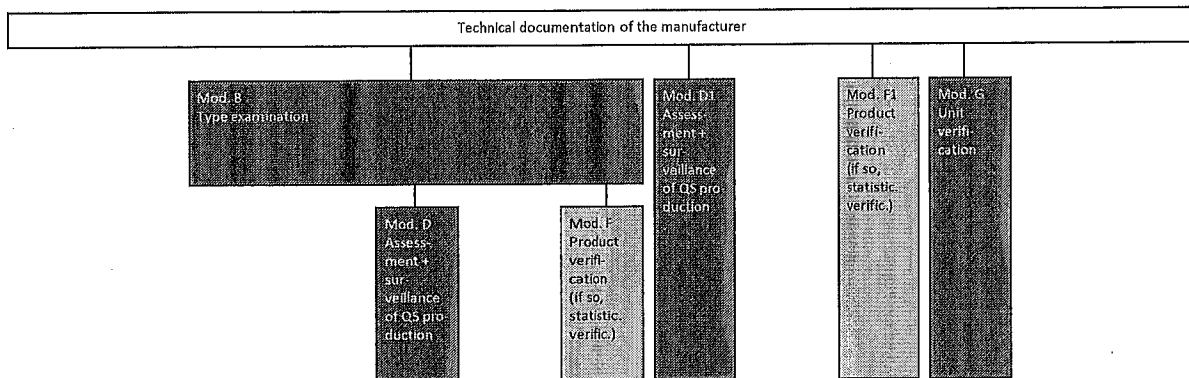 Technical documentation of the manufacturer
Mod. B
Type examination
Mod. D1
Assess-
ment +
sur-
veillance
of QS pro
duction
Mod. F1
Product
verifi-
cation
(if so,
statistic.
verific.)
Mod. G
Unit
verifi-
cation
Mod. D
Assess-
ment +
sur-
veillance
of QS pro
duction
Mod. F
Product
verifi-
cation
(if so,
statistic.
verific.)